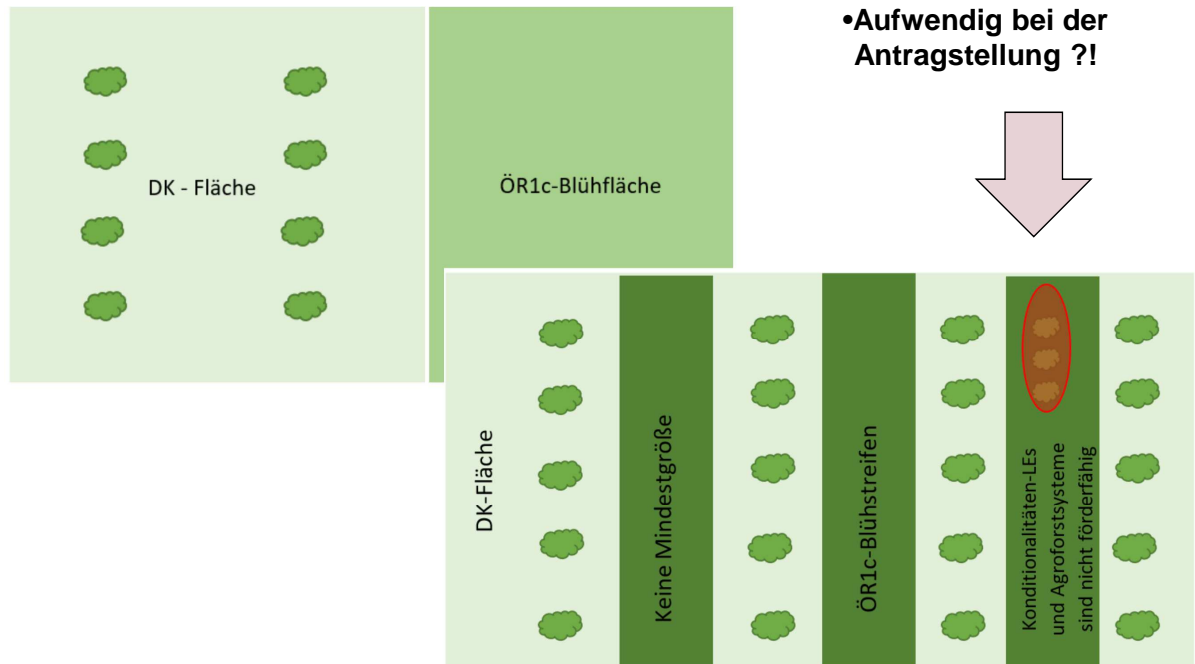 •Aufwendig bei der
Antragstellung ?!
DK - Fläche
ÖR1c-Blühfläche
DK-Fläche
Keine Mindestgröße
ÖR1c-Blühstreifen
Konditionalitäten-LEs
und Agroforstsysteme
sind nicht förderfähig